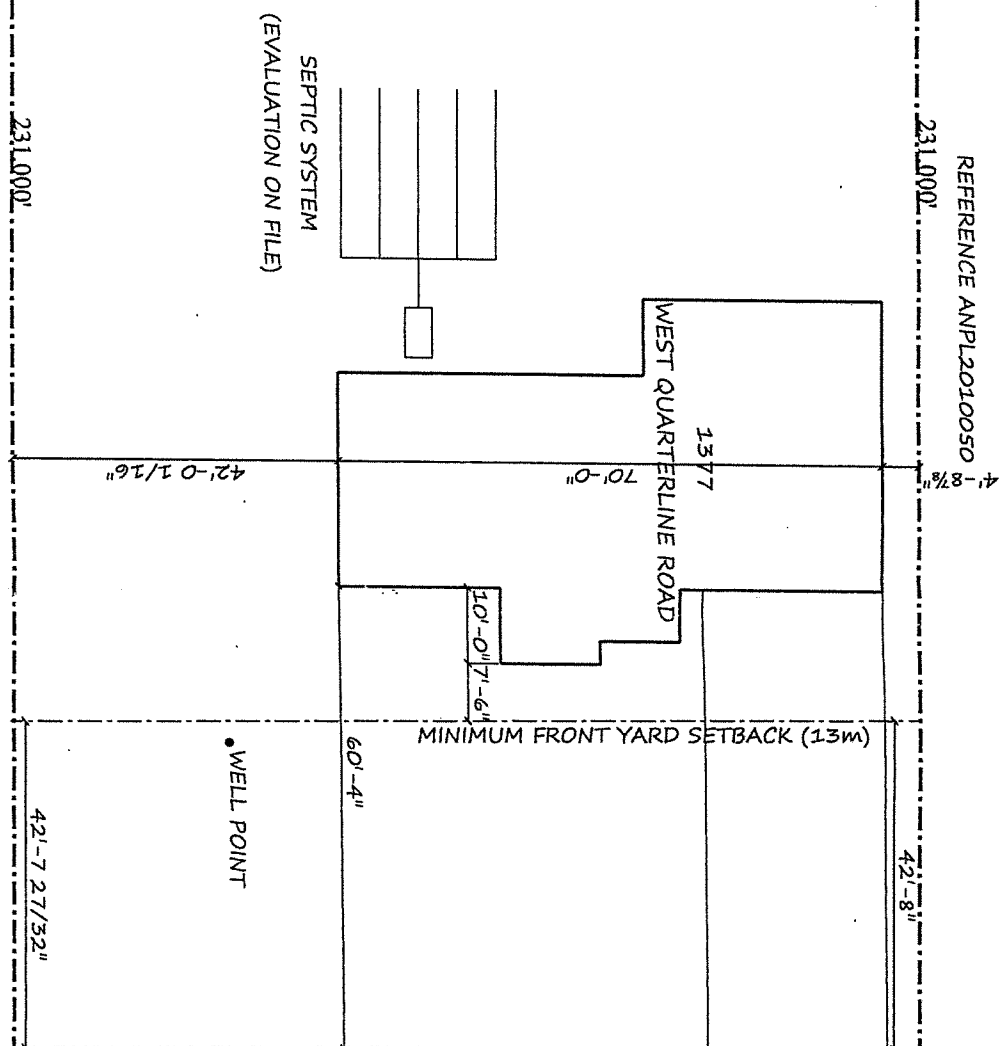 REFERENCE ANPL2010050
231.000'
231.000'
SEPTIC SYSTEM
(EVALUATION ON FILE)
1377
WEST QUARTERLINE ROAD
42'-0 1/16"
70'-0"
4'-8⅞"
10'-0"
7'-6"
MINIMUM FRONT YARD SETBACK (13m)
WELL POINT
60'-4"
42'-8"
42'-7 27/32"